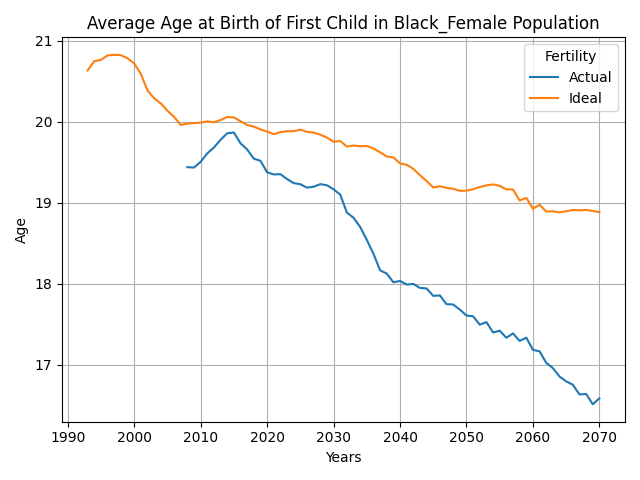 Average Age at Birth of First Child in Black_Female Population
21
20
19
18
17
Age
Fertility
Actual
Ideal
1990 2000 2010 2020 2030 2040 2050 2060 2070
Years